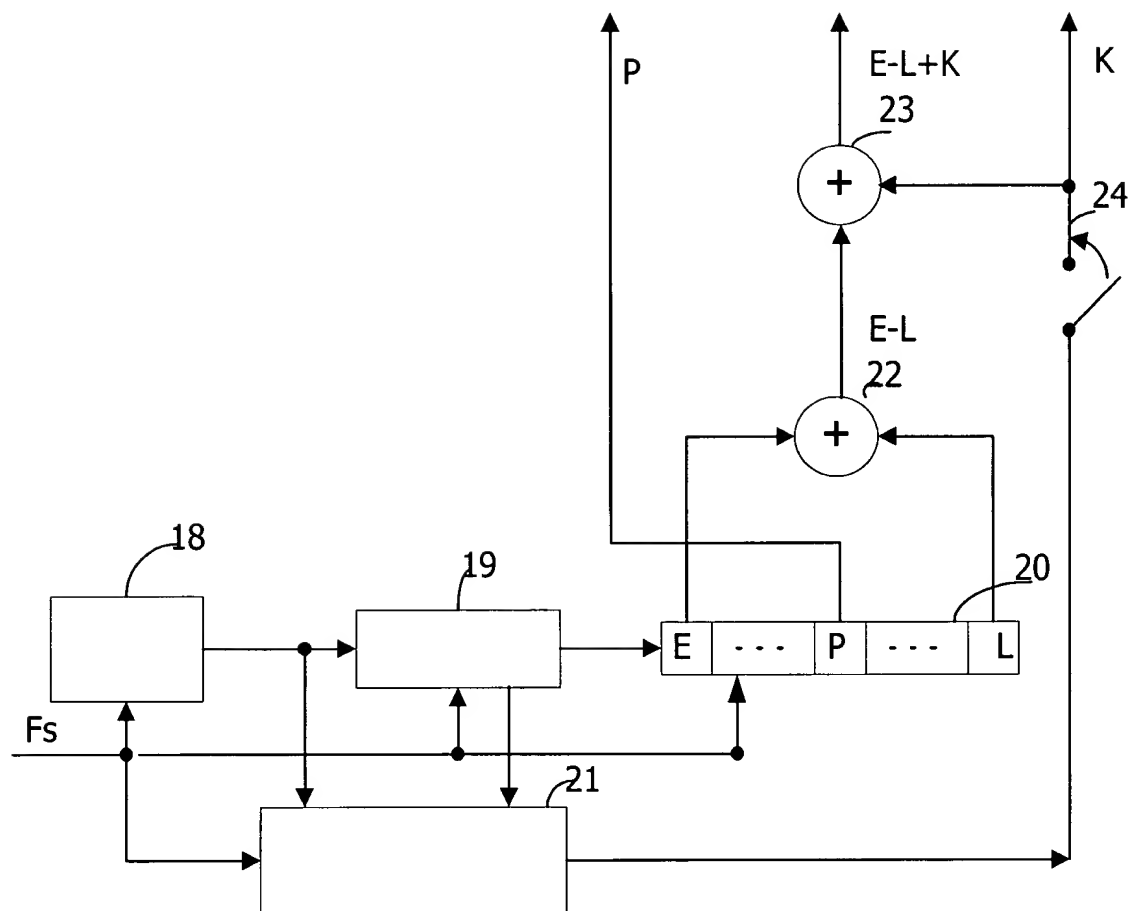 P
E-L+K
K
23
+
24
E-L
22
+
18
19
20
E --- P --- L
Fs
21